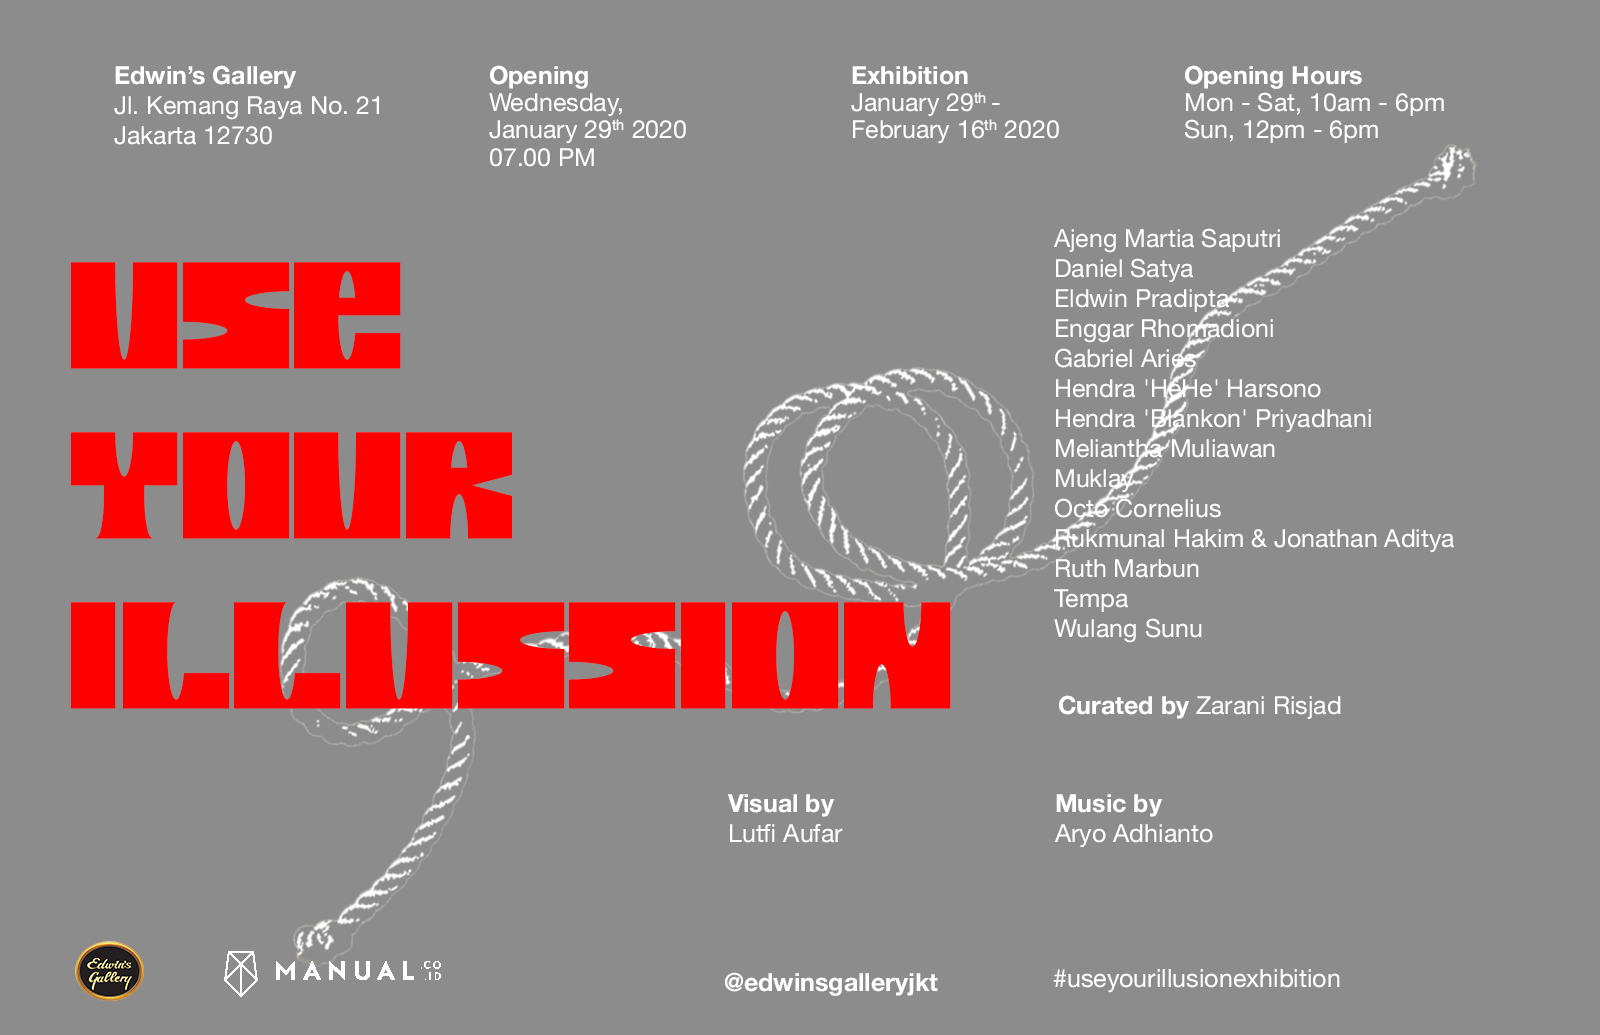 Edwin’s Gallery
Jl. Kemang Raya No. 21
Jakarta 12730
Opening
Wednesday,
January 29th 2020
07.00 PM
Exhibition
January 29th -
February 16th 2020
Opening Hours
Mon - Sat, 10am - 6pm
Sun, 12pm - 6pm
USe
YOUR
ILLUSSION
Ajeng Martia Saputri
Daniel Satya
Eldwin Pradipta
Enggar Rhomadioni
Gabriel Aries
Hendra 'HeHe' Harsono
Hendra 'Blankon' Priyadhani
Meliantha Muliawan
Muklay
Octo Cornelius
Rukmunal Hakim & Jonathan Aditya
Ruth Marbun
Tempa
Wulang Sunu
Curated by Zarani Risjad
Visual by
Lutfi Aufar
Music by
Aryo Adhianto
Edwin's
Gallery
MANUAL.CO
.ID
@edwinsgalleryjkt
#useyourillusionexhibition